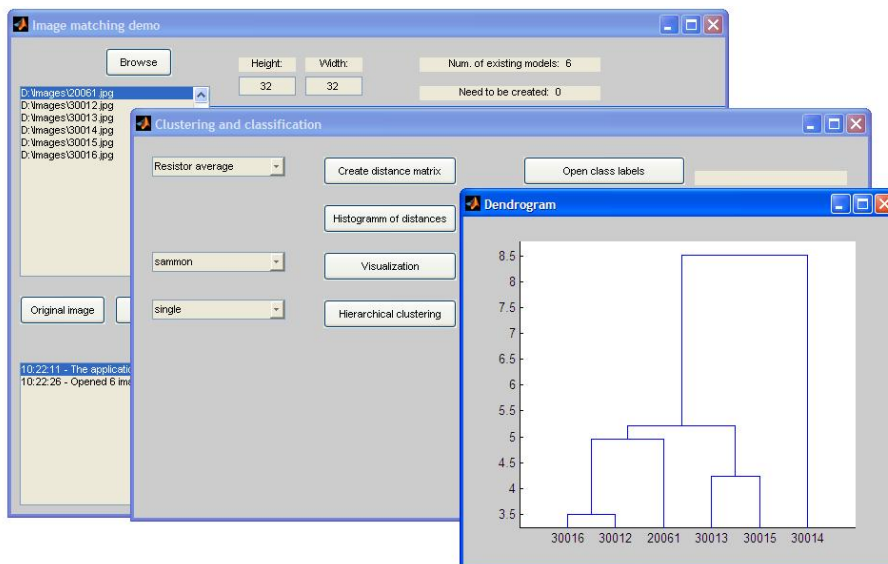 Image matching demo
Browse
Height:
Width:
Num. of existing models: 6
32
32
Need to be created: 0
D:\Images\20061.jpg
D:\Images\30012.jpg
D:\Images\30013.jpg
D:\Images\30014.jpg
D:\Images\30015.jpg
D:\Images\30016.jpg
Original image
10:22:11 - The applicatio
10:22:26 - Opened 6 ima
Clustering and classification
Resistor average
Create distance matrix
Open class labels
Histogramm of distances
sammon
Visualization
single
Hierarchical clustering
Dendrogram
8.5
8
7.5
7
6.5
6
5.5
5
4.5
4
3.5
30016 30012 20061 30013 30015 30014